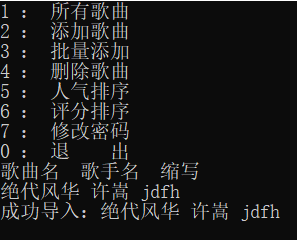 1 : 所有歌曲
2 : 添加歌曲
3 : 批量添加
4 : 删除歌曲
5 : 人气排序
6 : 评分排序
7 : 修改密码
0 : 退    出
歌曲名  歌手名  缩写
绝代风华 许嵩 jdfh
成功导入：绝代风华 许嵩 jdfh